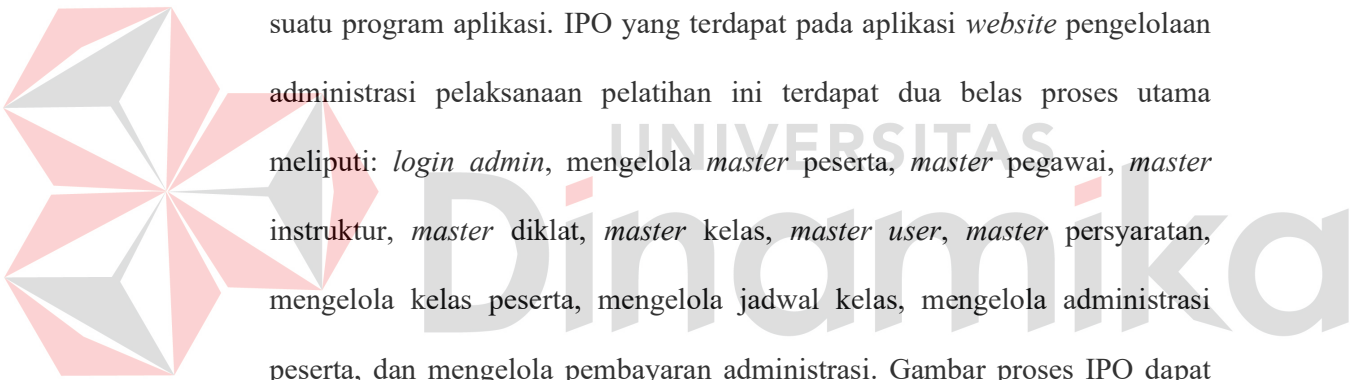 suatu program aplikasi. IPO yang terdapat pada aplikasi website pengelolaan
administrasi pelaksanaan pelatihan ini terdapat dua belas proses utama
UNIVERSITAS
meliputi: login admin, mengelola master peserta, master pegawai, master
Dinamika
instruktur, master diklat, master kelas, master user, master persyaratan,
mengelola kelas peserta, mengelola jadwal kelas, mengelola administrasi
peserta, dan mengelola pembayaran administrasi. Gambar proses IPO dapat